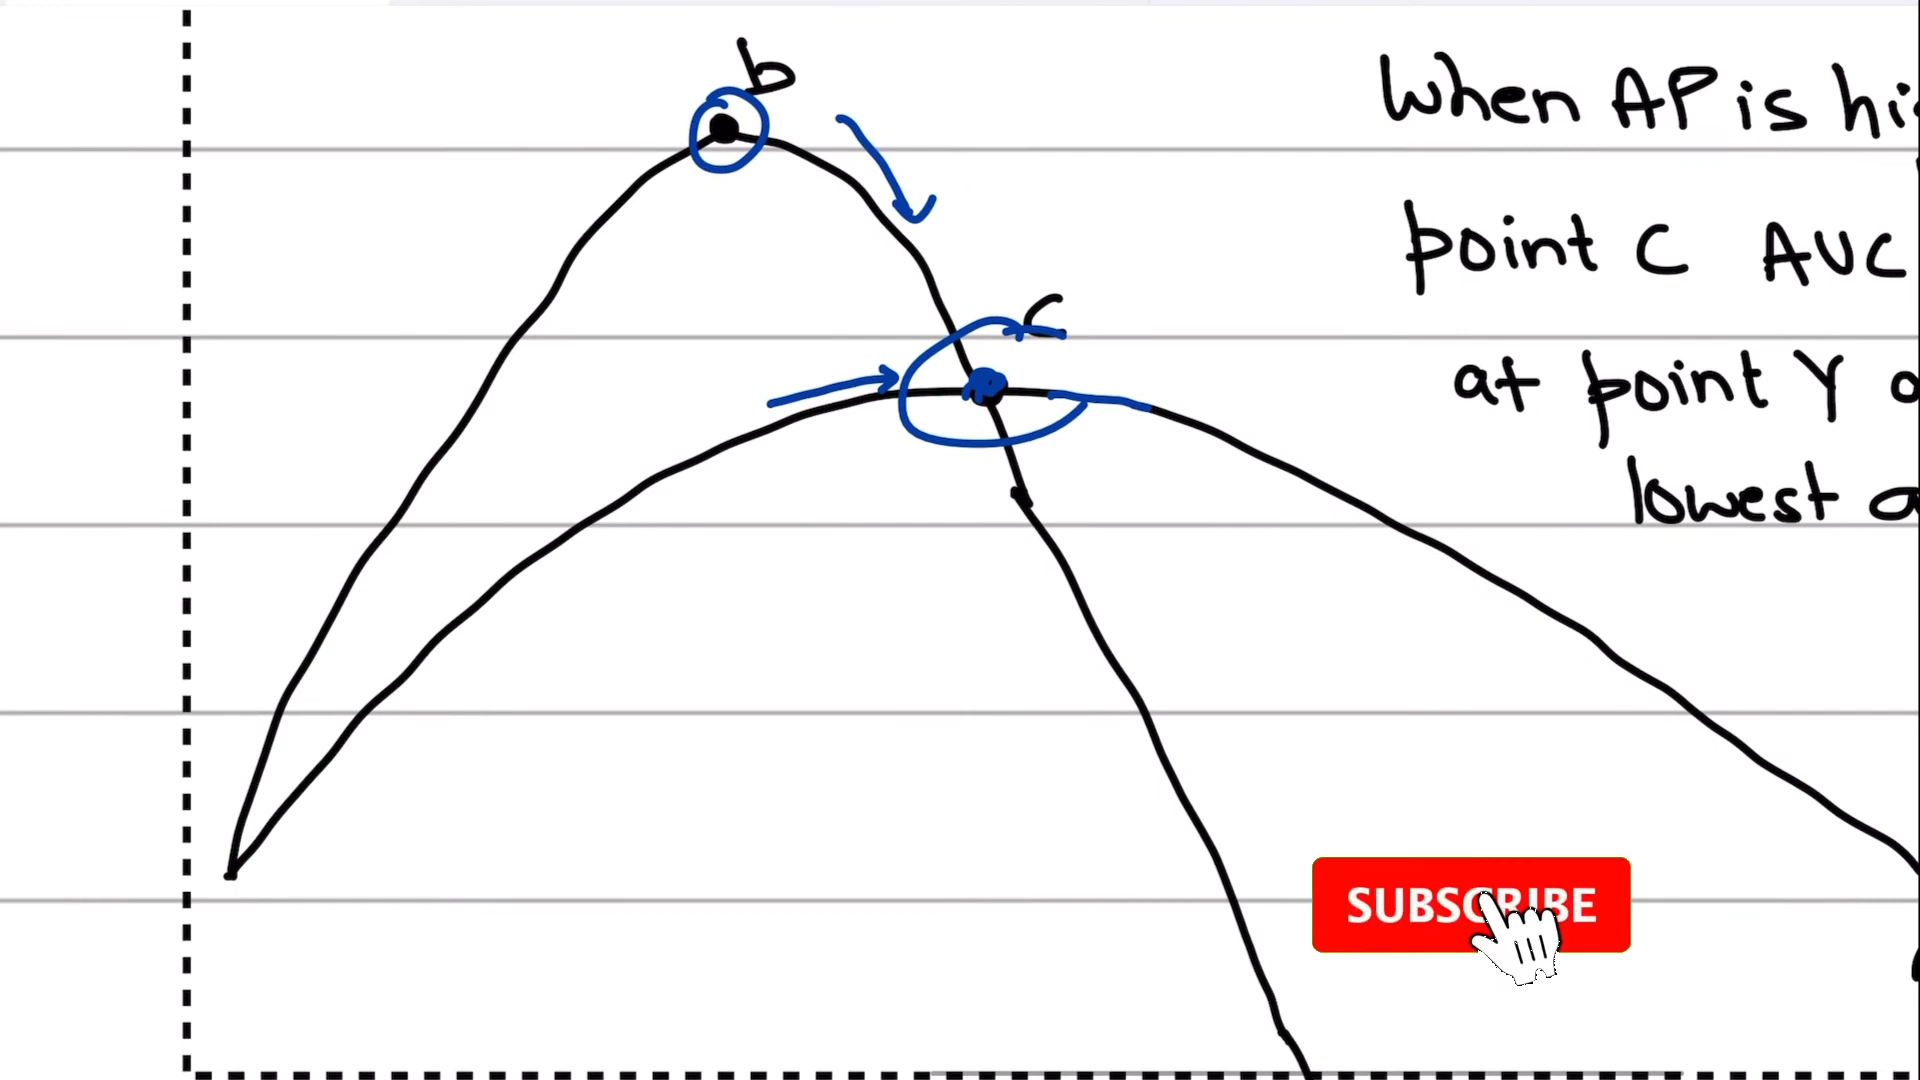 b
When AP is hi
point C AVC
C
at point Y
lowest
SUBSCRIBE